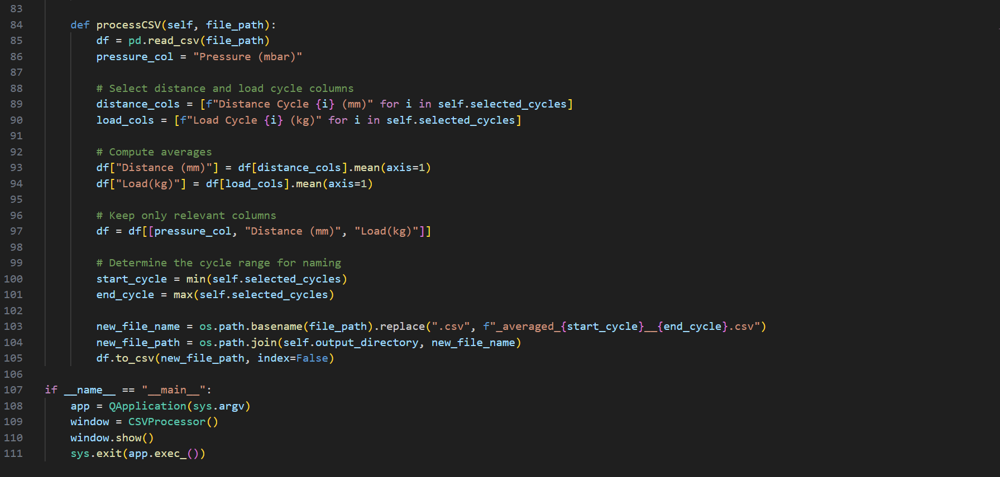 83
84 def processCSV(self, file_path):
85 df = pd.read_csv(file_path)
86 pressure_col = "Pressure (mbar)"
87
88 # Select distance and load cycle columns
89 distance_cols = [f"Distance Cycle {i} (mm)" for i in self.selected_cycles]
90 load_cols = [f"Load Cycle {i} (kg)" for i in self.selected_cycles]
91
92 # Compute averages
93 df["Distance (mm)"] = df[distance_cols].mean(axis=1)
94 df["Load(kg)"] = df[load_cols].mean(axis=1)
95
96 # Keep only relevant columns
97 df = df[[pressure_col, "Distance (mm)", "Load(kg)"]]
98
99 # Determine the cycle range for naming
100 start_cycle = min(self.selected_cycles)
101 end_cycle = max(self.selected_cycles)
102
103 new_file_name = os.path.basename(file_path).replace(".csv", f"_averaged_{start_cycle}__{end_cycle}.csv")
104 new_file_path = os.path.join(self.output_directory, new_file_name)
105 df.to_csv(new_file_path, index=False)
106
107 if __name__ == "__main__":
108 app = QApplication(sys.argv)
109 window = CSVProcessor()
110 window.show()
111 sys.exit(app.exec_())